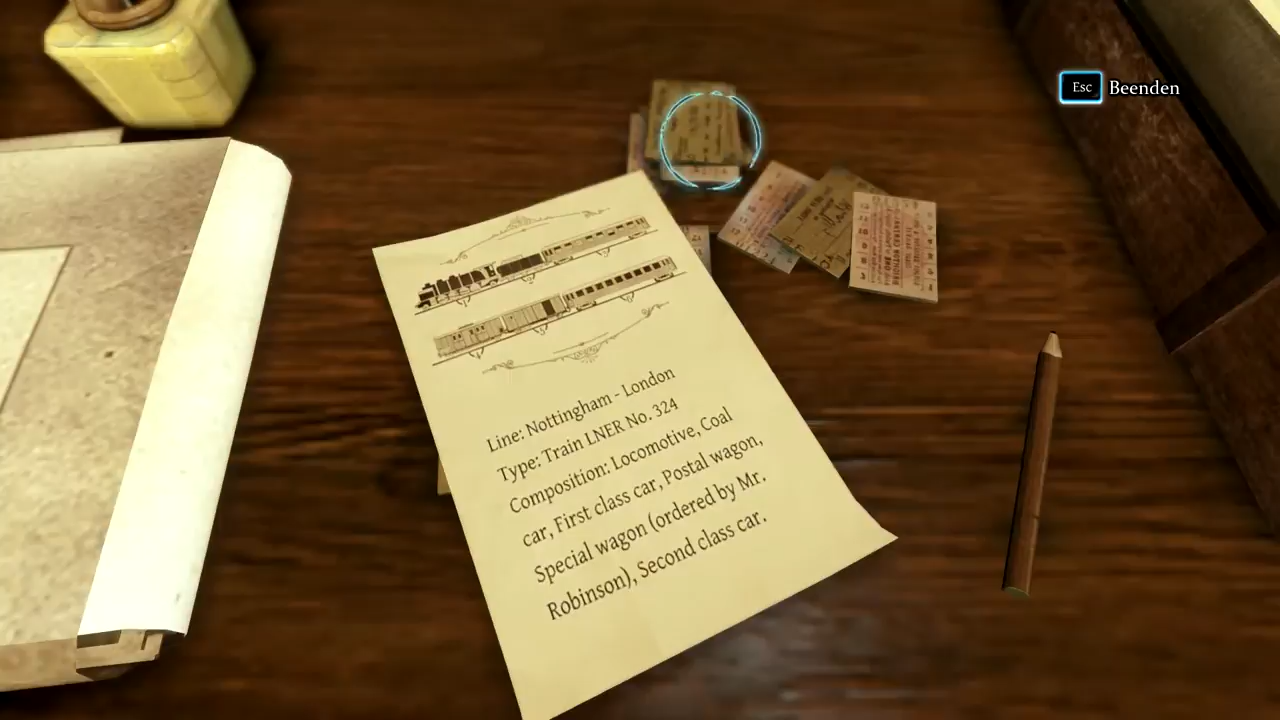 Esc Beenden
Line: Nottingham - London
Type: Train LNER No. 324
Composition: Locomotive, Coal
car, First class car, Postal wagon,
Special wagon (ordered by Mr.
Robinson), Second class car.